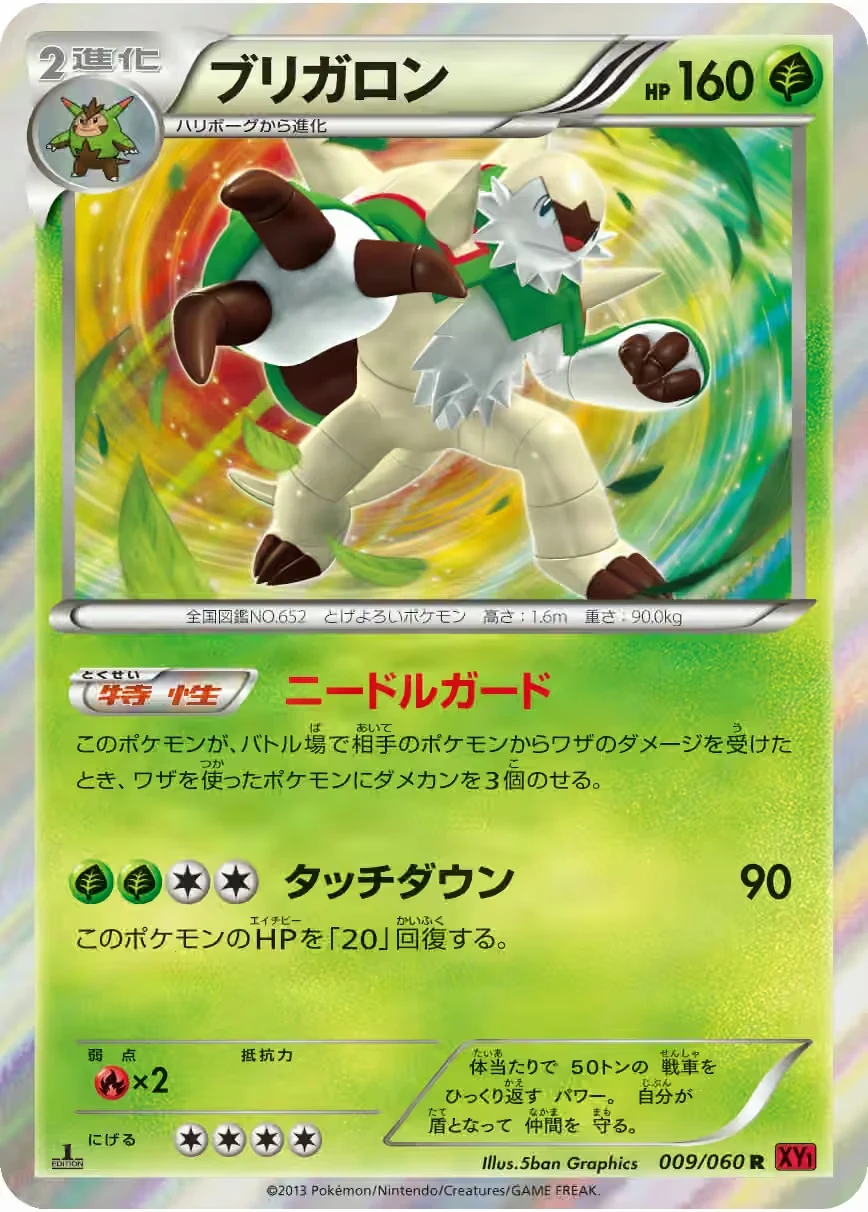 2進化
ブリガロン
HP 160
ハリボーグから進化
全国図鑑NO.652 とげよろいポケモン 高さ:1.6m 重さ:90.0kg
とくせい
特性 ニードルガード
このポケモンが、バトル場で相手のポケモンからワザのダメージを受けた
とき、ワザを使ったポケモンにダメカンを3個のせる。
タッチダウン 90
このポケモンのHPを「20」回復する。
弱点 抵抗力
×2
にげる
体当たりで 50トンの 戦車を
ひっくり返す パワー。 自分が
盾となって 仲間を 守る。
1 EDITION
Illus.5ban Graphics 009/060 R XY1
©2013 Pokémon/Nintendo/Creatures/GAME FREAK.